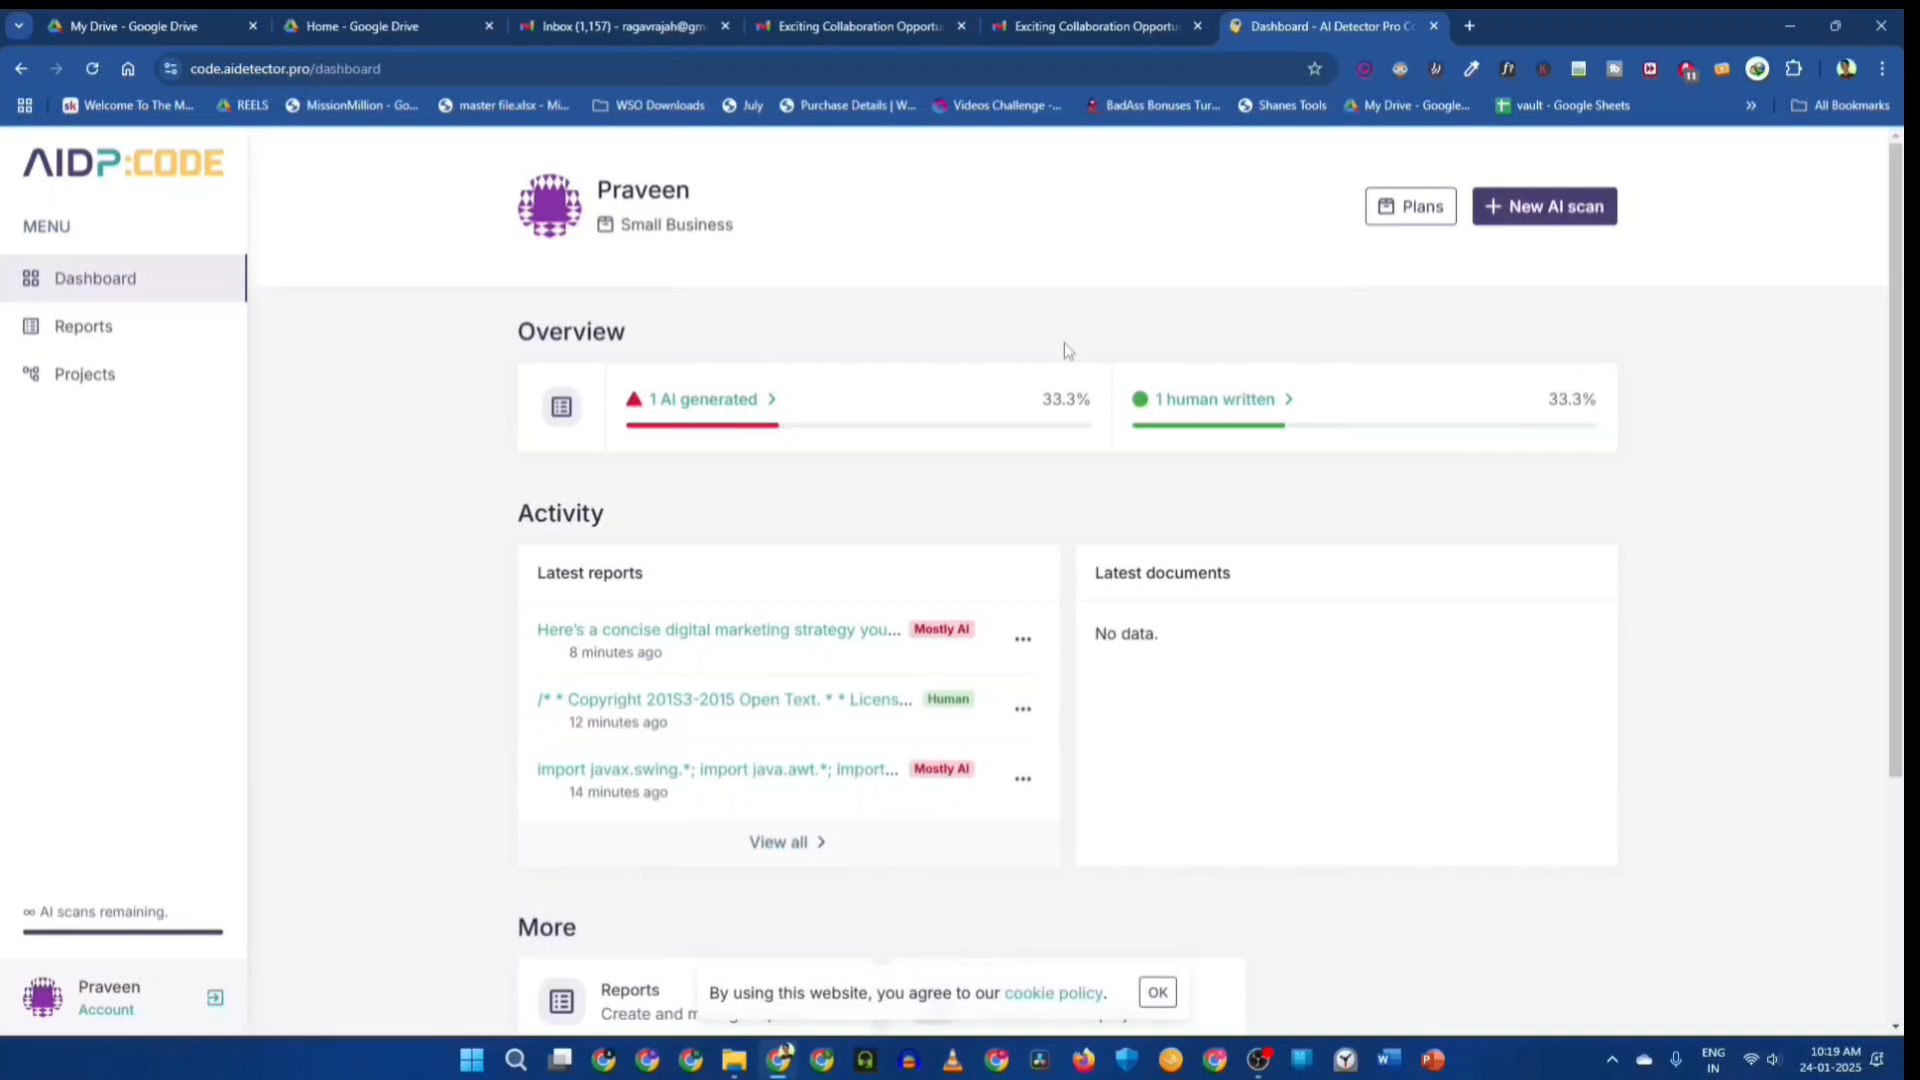 My Drive - Google Drive
Home - Google Drive
Inbox (1,157) - ragavrajah@gm
Exciting Collaboration Opportu
Exciting Collaboration Opportu
Dashboard - AI Detector Pro C
code.aidetector.pro/dashboard
Welcome To The M...
REELS
MissionMillion - Go...
master file.xlsx - Mi...
WSO Downloads
July
Purchase Details | W...
Videos Challenge -...
BadAss Bonuses Tur...
Shanes Tools
My Drive - Google...
vault - Google Sheets
All Bookmarks
AIDP:CODE
MENU
Dashboard
Reports
Projects
Praveen
Small Business
Plans
+ New AI scan
Overview
1 AI generated
33.3%
1 human written
33.3%
Activity
Latest reports
Here's a concise digital marketing strategy you... Mostly AI
8 minutes ago
/* * Copyright 201S3-2015 Open Text. * * Licens... Human
12 minutes ago
import javax.swing.*; import java.awt.*; import... Mostly AI
14 minutes ago
View all
Latest documents
No data.
More
Reports
Create and
By using this website, you agree to our cookie policy.
OK
∞ AI scans remaining.
Praveen
Account
ENG
IN
10:19 AM
24-01-2025